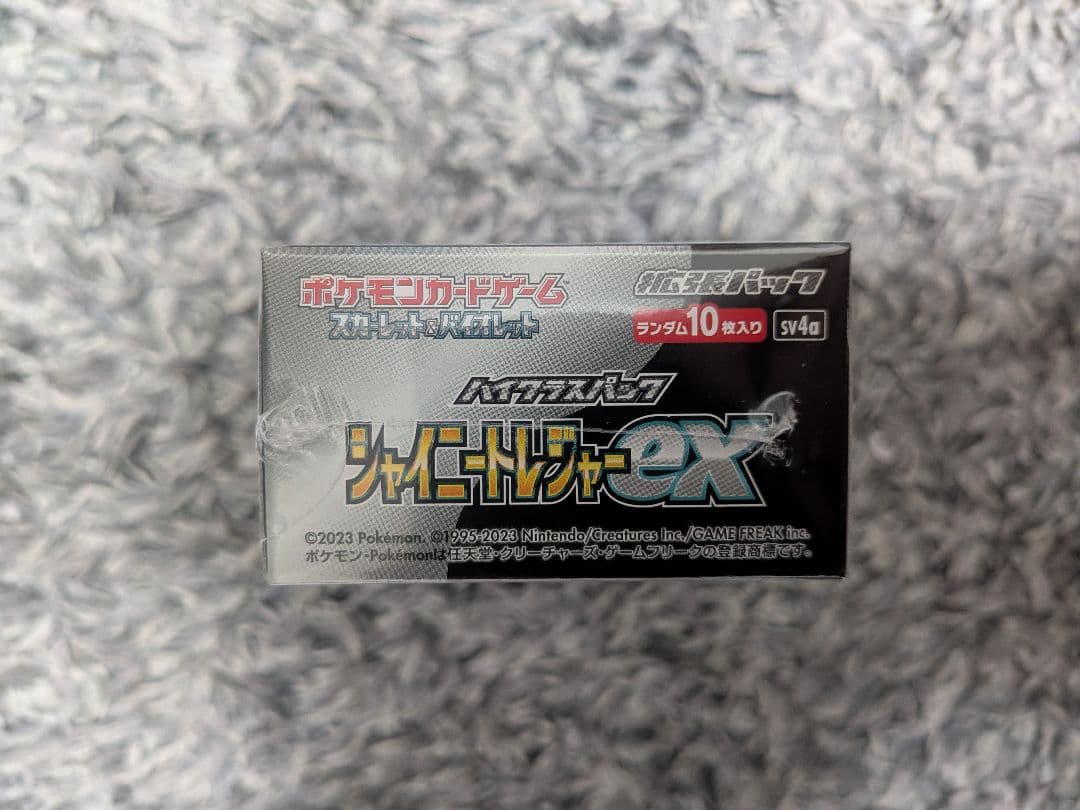 ポケモンカードゲーム
スカーレット&バイオレット
拡張パック
ランダム10枚入り SV4a
ハイクラスパック
シャイニートレジャーex
©2023 Pokémon. ©1995-2023 Nintendo/Creatures Inc./GAME FREAK inc.
ポケモン・Pokémonは任天堂・クリーチャーズ・ゲームフリークの登録商標です。